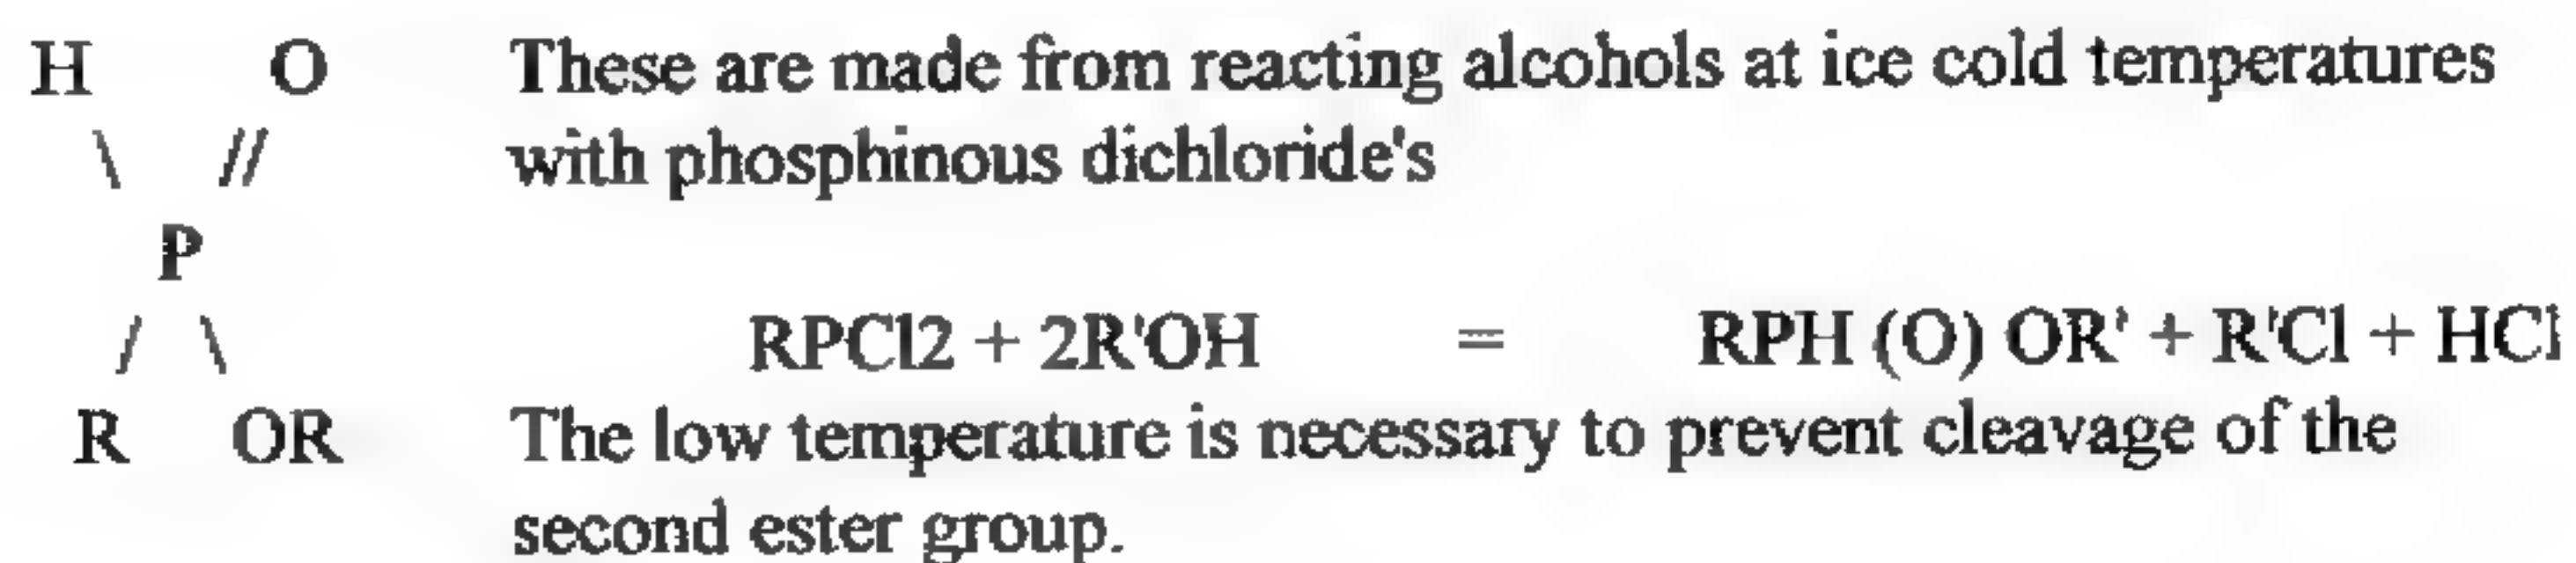 H O These are made from reacting alcohols at ice cold temperatures
\ // with phosphinous dichloride's
P
/ \ RPCl2 + 2R'OH = RPH (O) OR' + R'Cl + HCl
R OR The low temperature is necessary to prevent cleavage of the
second ester group.